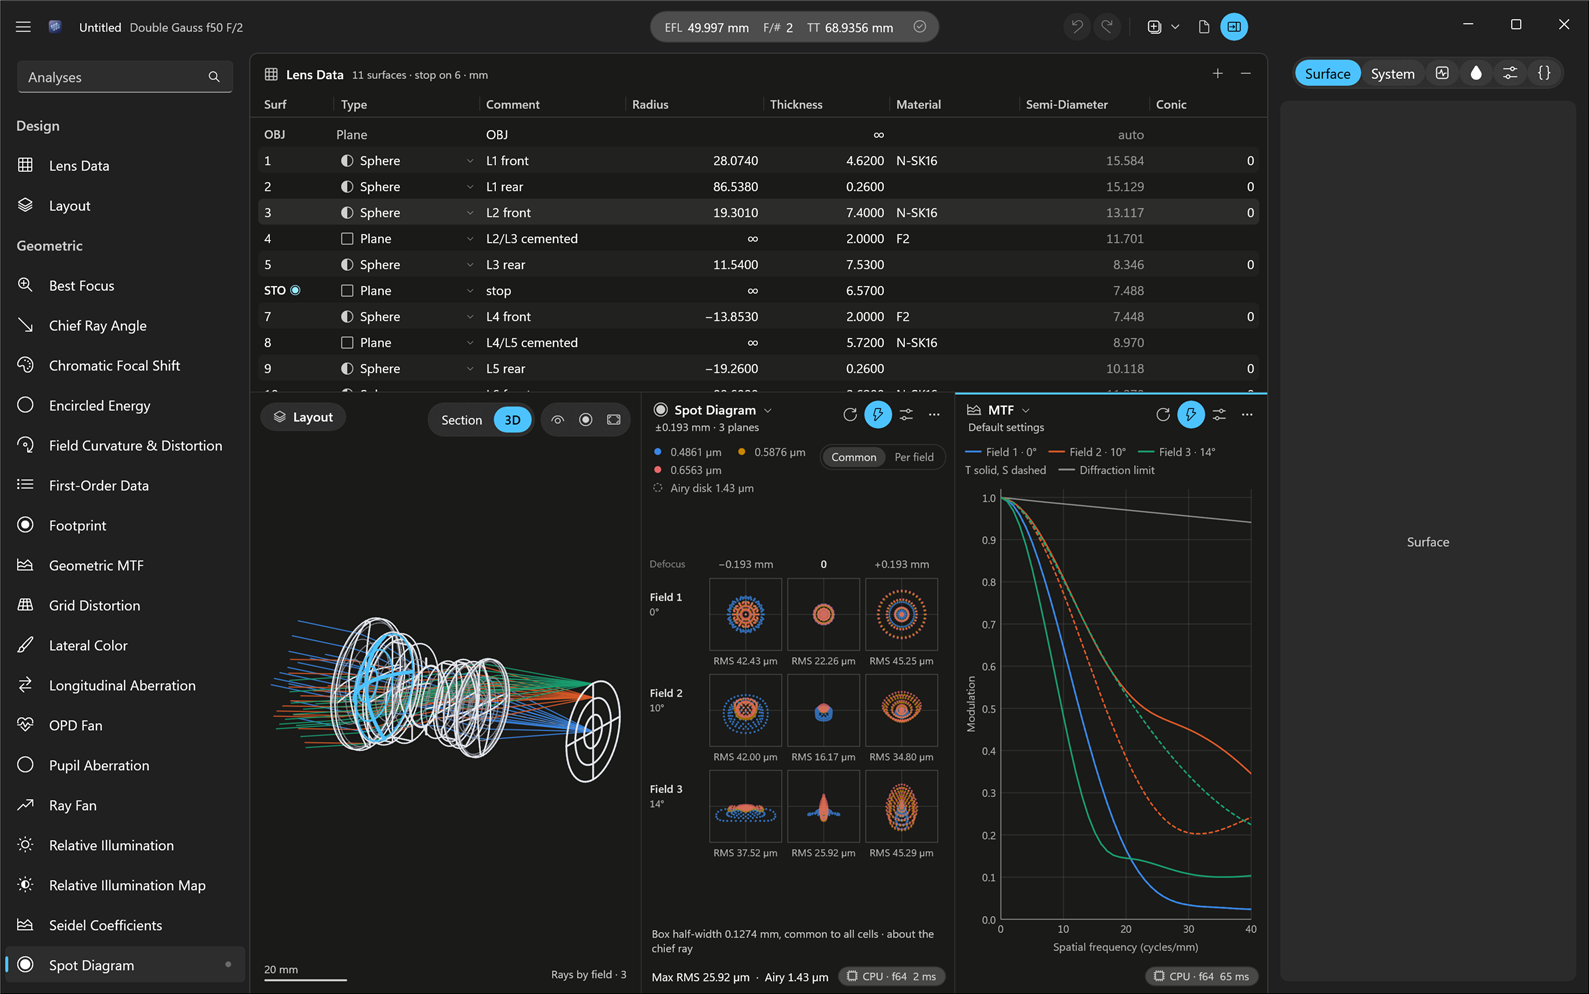 Untitled Double Gauss f50 F/2
EFL 49.997 mm F/# 2 TT 68.9356 mm
Analyses
Design
Lens Data
Layout
Geometric
Best Focus
Chief Ray Angle
Chromatic Focal Shift
Encircled Energy
Field Curvature & Distortion
First-Order Data
Footprint
Geometric MTF
Grid Distortion
Lateral Color
Longitudinal Aberration
OPD Fan
Pupil Aberration
Ray Fan
Relative Illumination
Relative Illumination Map
Seidel Coefficients
Spot Diagram
Lens Data 11 surfaces · stop on 6 · mm
Surf Type Comment Radius Thickness Material Semi-Diameter Conic
OBJ Plane OBJ ∞ auto
1 Sphere L1 front 28.0740 4.6200 N-SK16 15.584 0
2 Sphere L1 rear 86.5380 0.2600 15.129 0
3 Sphere L2 front 19.3010 7.4000 N-SK16 13.117 0
4 Plane L2/L3 cemented ∞ 2.0000 F2 11.701
5 Sphere L3 rear 11.5400 7.5300 8.346 0
STO Plane stop ∞ 6.5700 7.488
7 Sphere L4 front −13.8530 2.0000 F2 7.448 0
8 Plane L4/L5 cemented ∞ 5.7200 N-SK16 8.970
9 Sphere L5 rear −19.2600 0.2600 10.118 0
Layout
Section 3D
20 mm
Rays by field · 3
Spot Diagram
±0.193 mm · 3 planes
0.4861 µm 0.5876 µm
0.6563 µm
Airy disk 1.43 µm
Common Per field
Defocus −0.193 mm 0 +0.193 mm
Field 1
0°
RMS 42.43 µm RMS 22.26 µm RMS 45.25 µm
Field 2
10°
RMS 42.00 µm RMS 16.17 µm RMS 34.80 µm
Field 3
14°
RMS 37.52 µm RMS 25.92 µm RMS 45.29 µm
Box half-width 0.1274 mm, common to all cells · about the
chief ray
Max RMS 25.92 µm · Airy 1.43 µm CPU · f64 2 ms
MTF
Default settings
Field 1 · 0° Field 2 · 10° Field 3 · 14°
T solid, S dashed Diffraction limit
1.0
0.9
0.8
0.7
0.6
0.5
0.4
0.3
0.2
0.1
0.0
Modulation
0 10 20 30 40
Spatial frequency (cycles/mm)
CPU · f64 65 ms
Surface System {}
Surface